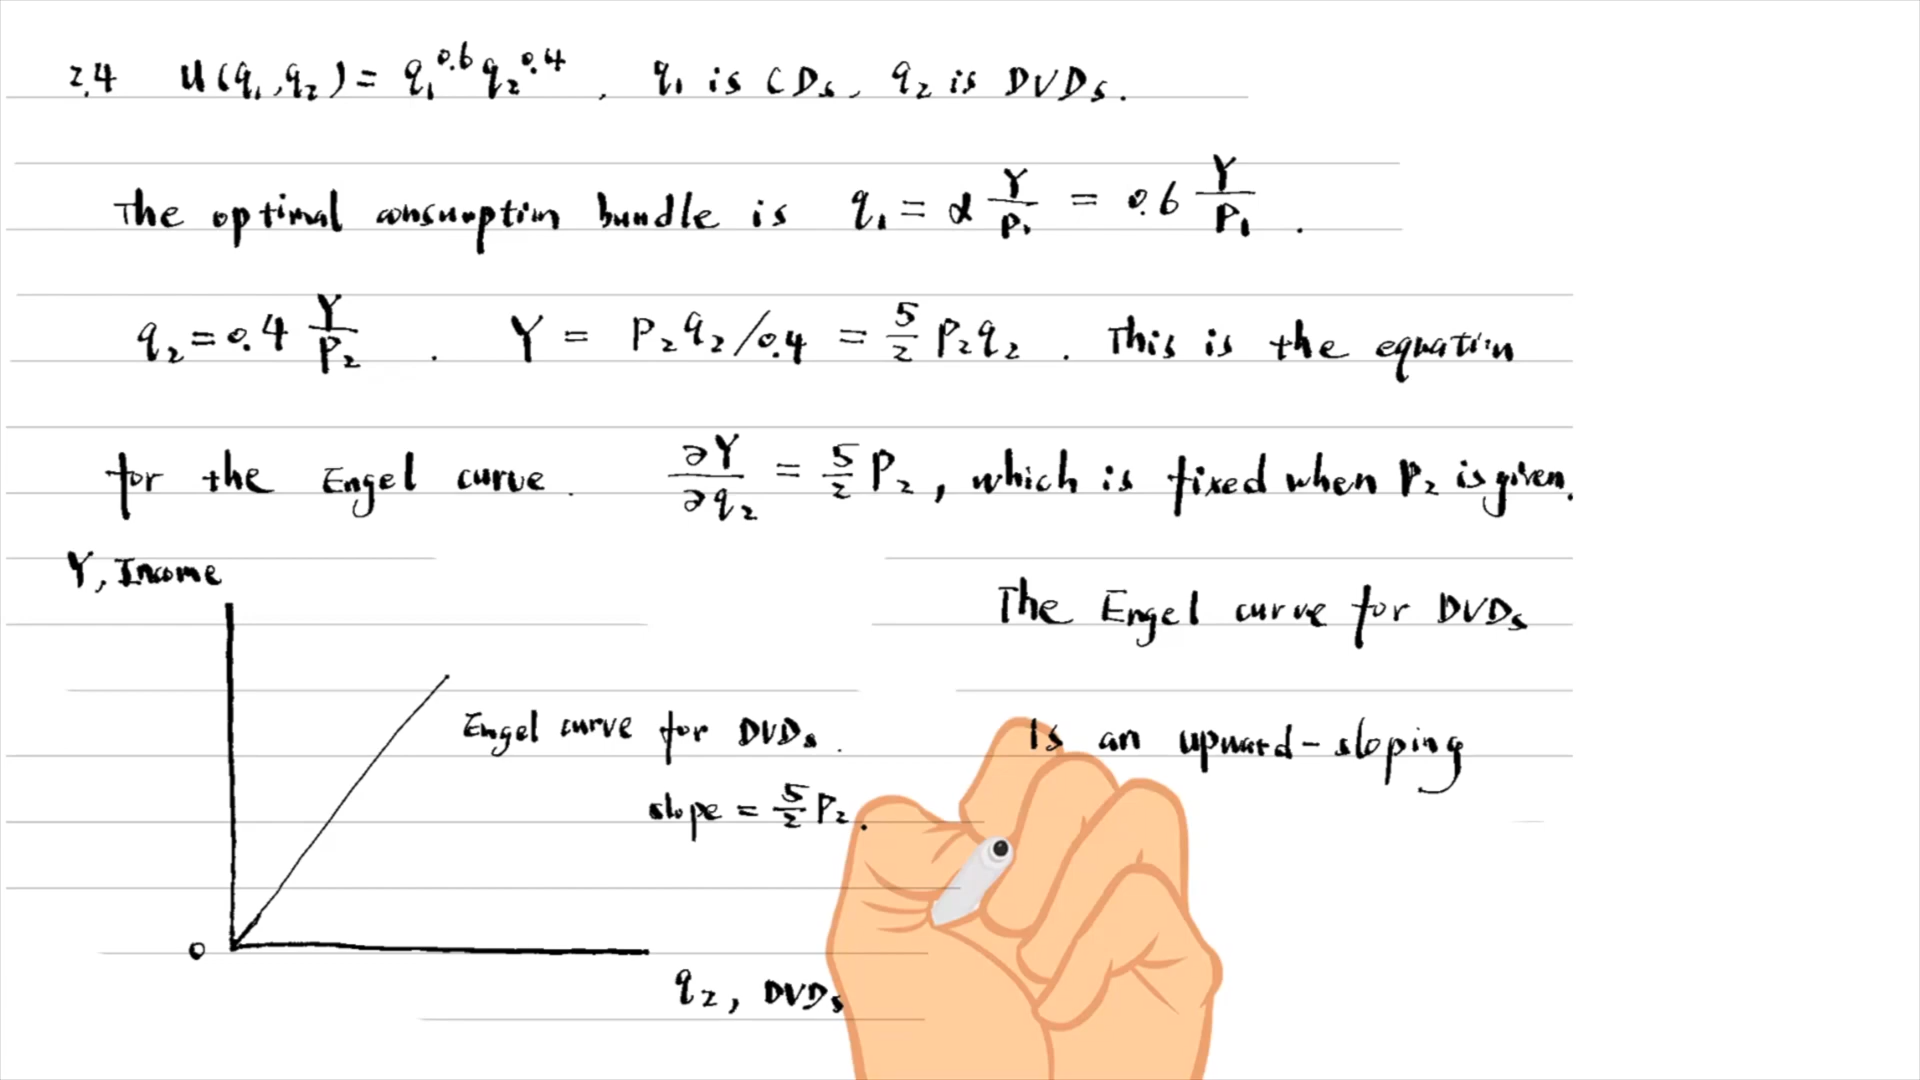 2.4 U(q₁,q₂) = q₁^0.6 q₂^0.4 , q₁ is CDs, q₂ is DVDs.
The optimal consumption bundle is q₁ = α Y/P₁ = 0.6 Y/P₁ .
q₂ = 0.4 Y/P₂ . Y = P₂q₂/0.4 = 5/2 P₂q₂ . This is the equation
for the Engel curve . ∂Y/∂q₂ = 5/2 P₂, which is fixed when P₂ is given.
Y, Income
Engel curve for DVDs .
slope = 5/2 P₂ .
0
q₂, DVDs
The Engel curve for DVDs
is an upward-sloping